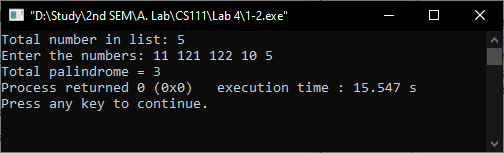 "D:\Study\2nd SEM\A. Lab\CS111\Lab 4\1-2.exe"
Total number in list: 5
Enter the numbers: 11 121 122 10 5
Total palindrome = 3
Process returned 0 (0x0)   execution time : 15.547 s
Press any key to continue.